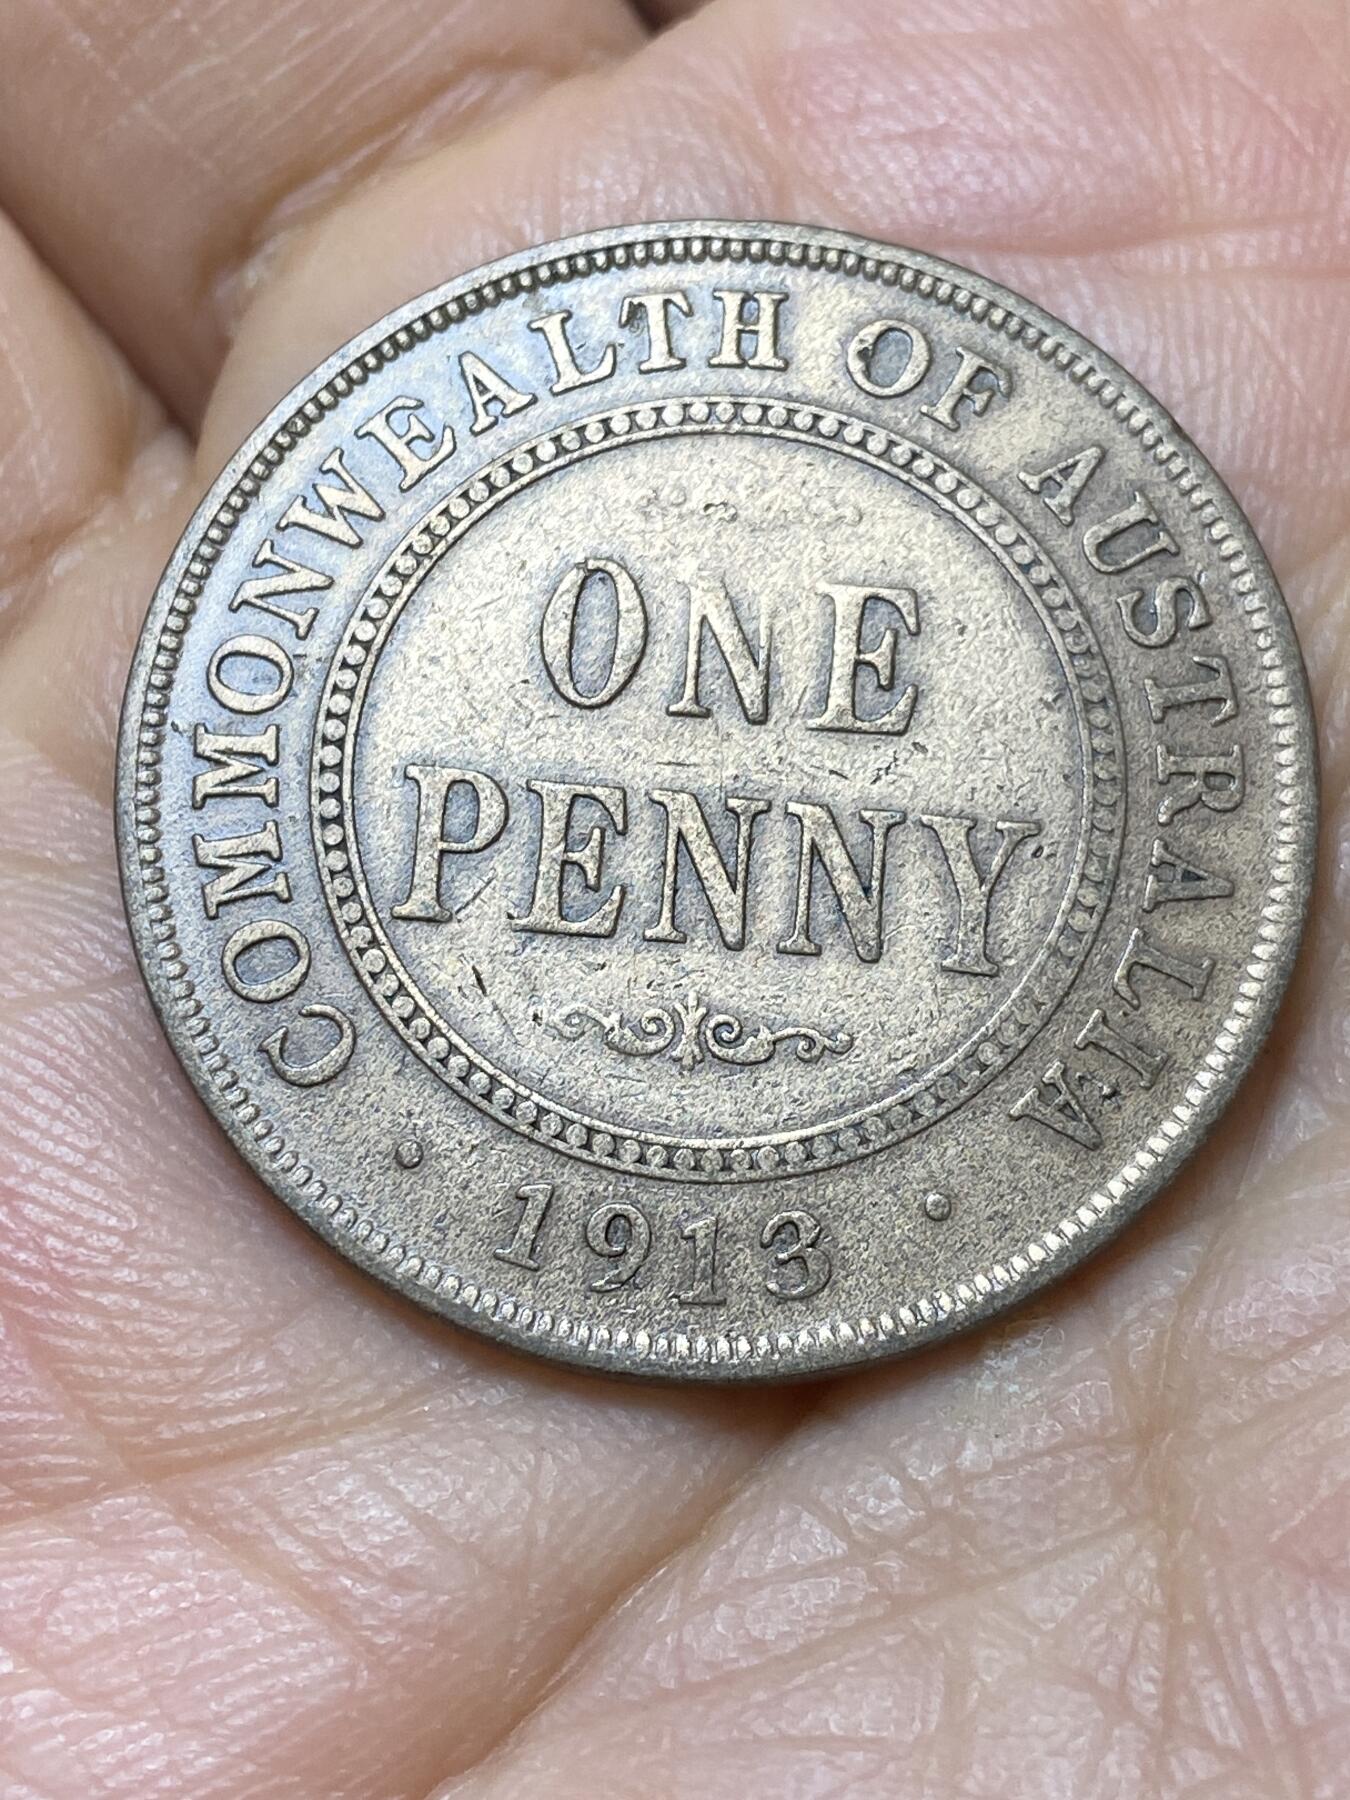 COMMONWEALTH OF AUSTRALIA
ONE
PENNY
· 1913 ·